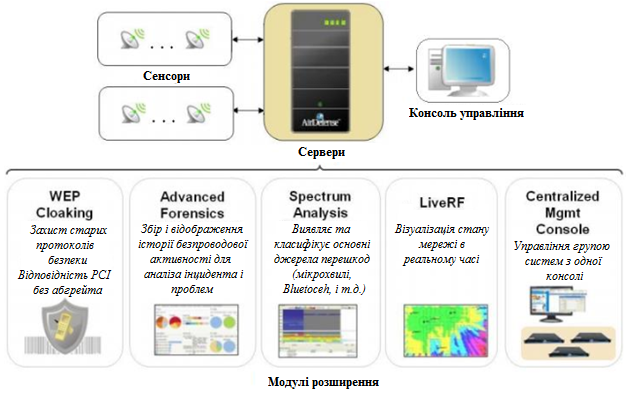 Сенсори
AirDefense
Консоль управління
Сервери
WEP
Cloaking
Захист старих
протоколів
безпеки
Відповідність PCI
без абгрейта
Advanced
Forensics
Збір і відображення
історії безпроводової
активності для
аналіза інцидента и
проблем
Spectrum
Analysis
Виявляє та
класифікує основні
джерела перешкод
(мікрохвилі,
Bluetoceh, і т.д.)
LiveRF
Візуалізація стану
мережі в
реальному часі
Centralized
Mgmt
Console
Управління групою
систем з одної
консолі
Модулі розширення